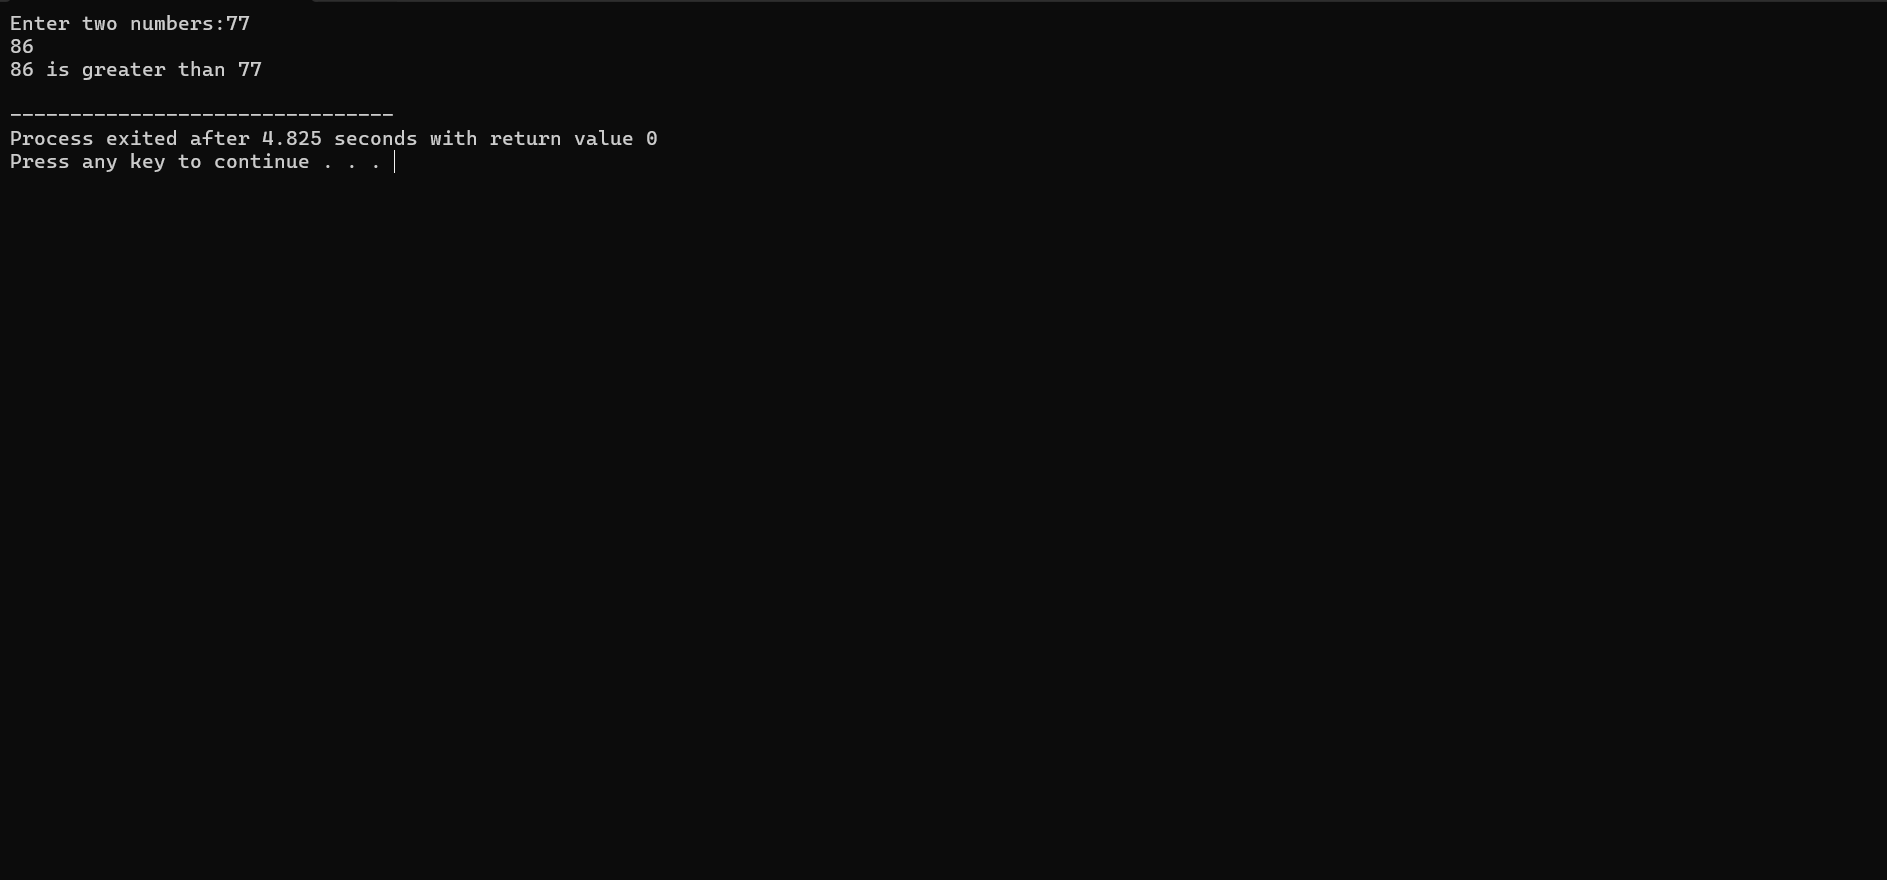 Enter two numbers:77
86
86 is greater than 77
--------------------------------
Process exited after 4.825 seconds with return value 0
Press any key to continue . . .